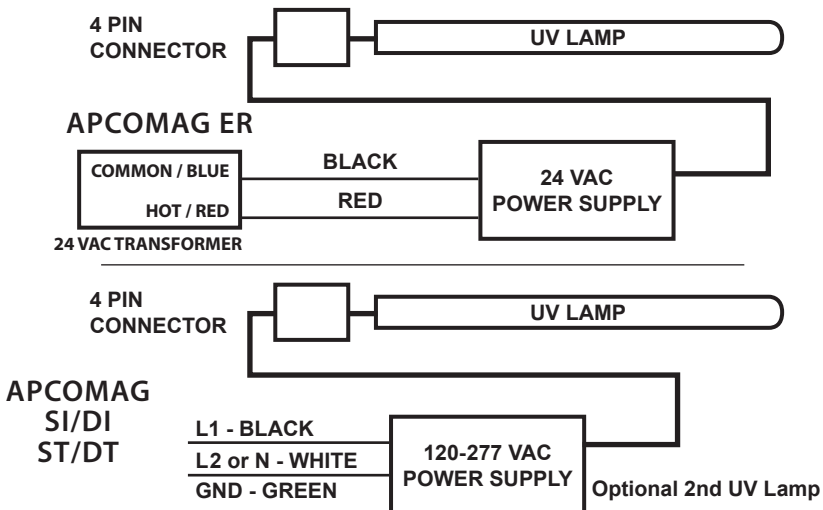 4 PIN
CONNECTOR
UV LAMP
APCOMAG ER
COMMON / BLUE
HOT / RED
24 VAC TRANSFORMER
BLACK
RED
24 VAC
POWER SUPPLY
4 PIN
CONNECTOR
UV LAMP
APCOMAG
SI/DI
ST/DT
L1 - BLACK
L2 or N - WHITE
GND - GREEN
120-277 VAC
POWER SUPPLY
Optional 2nd UV Lamp